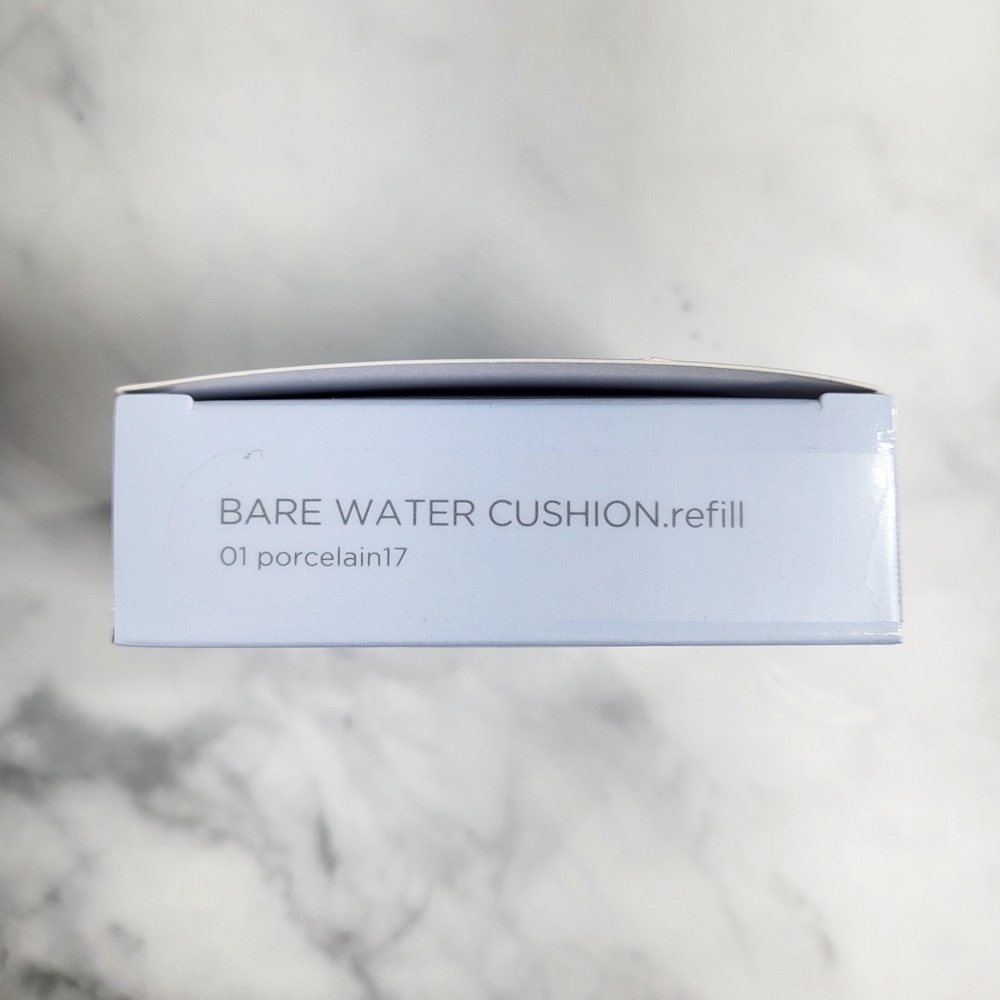 BARE WATER CUSHION.refill
01 porcelain17